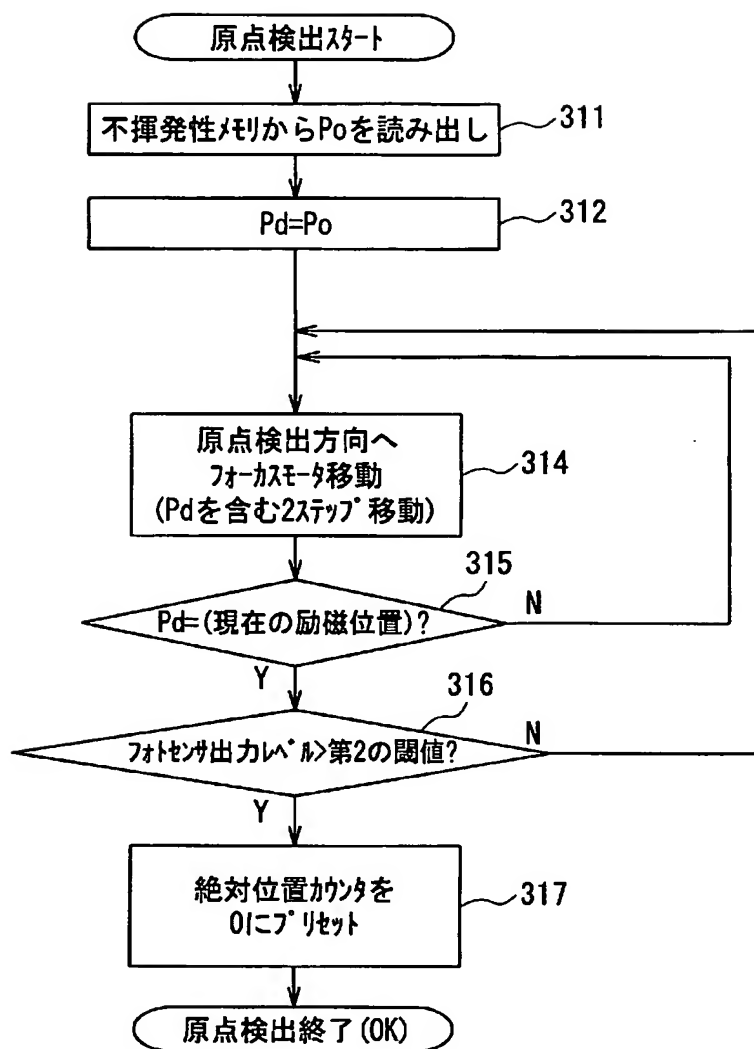 原点検出スタート
不揮発性メモリからPoを読み出し
311
Pd=Po
312
原点検出方向へ
フォーカスモータ移動
(Pdを含む2ステップ移動)
314
315
Pd=(現在の励磁位置)?
N
Y
316
フォトセンサ出力レベル>第2の閾値?
N
Y
絶対位置カウンタを
0にプリセット
317
原点検出終了(OK)